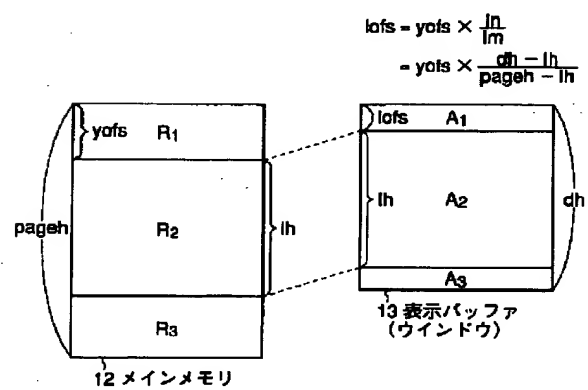 lofs = yofs × ln/lm
= yofs × dh - lh/pageh - lh
yofs
R1
pageh
R2
lh
R3
12 メインメモリ
lofs
A1
lh
A2
dh
A3
13 表示バッファ
(ウインドウ)